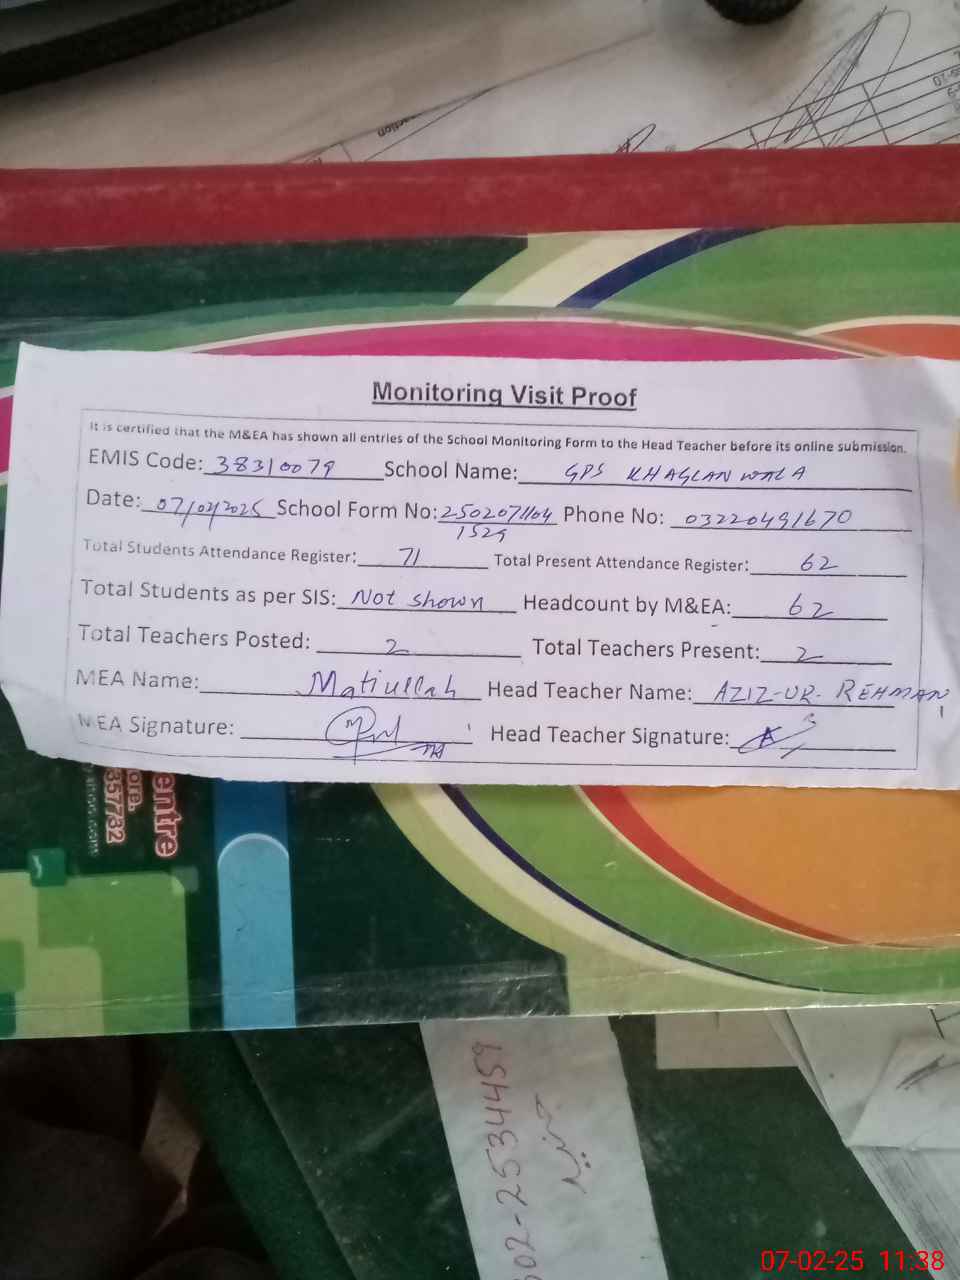 Monitoring Visit Proof
It is certified that the M&EA has shown all entries of the School Monitoring Form to the Head Teacher before its online submission.
EMIS Code: 38310079 School Name: GPS KHAGLANWALA
Date: 07/02/2025 School Form No: 2502071104 1529 Phone No: 03220491670
Total Students Attendance Register: 71 Total Present Attendance Register: 62
Total Students as per SIS: Not shown Headcount by M&EA: 62
Total Teachers Posted: 2 Total Teachers Present: 2
MEA Name: Matiullah Head Teacher Name: AZIZ-UR-REHMAN
MEA Signature: Head Teacher Signature:
entre
ore.
357732
502-2534459
07-02-25 11:38